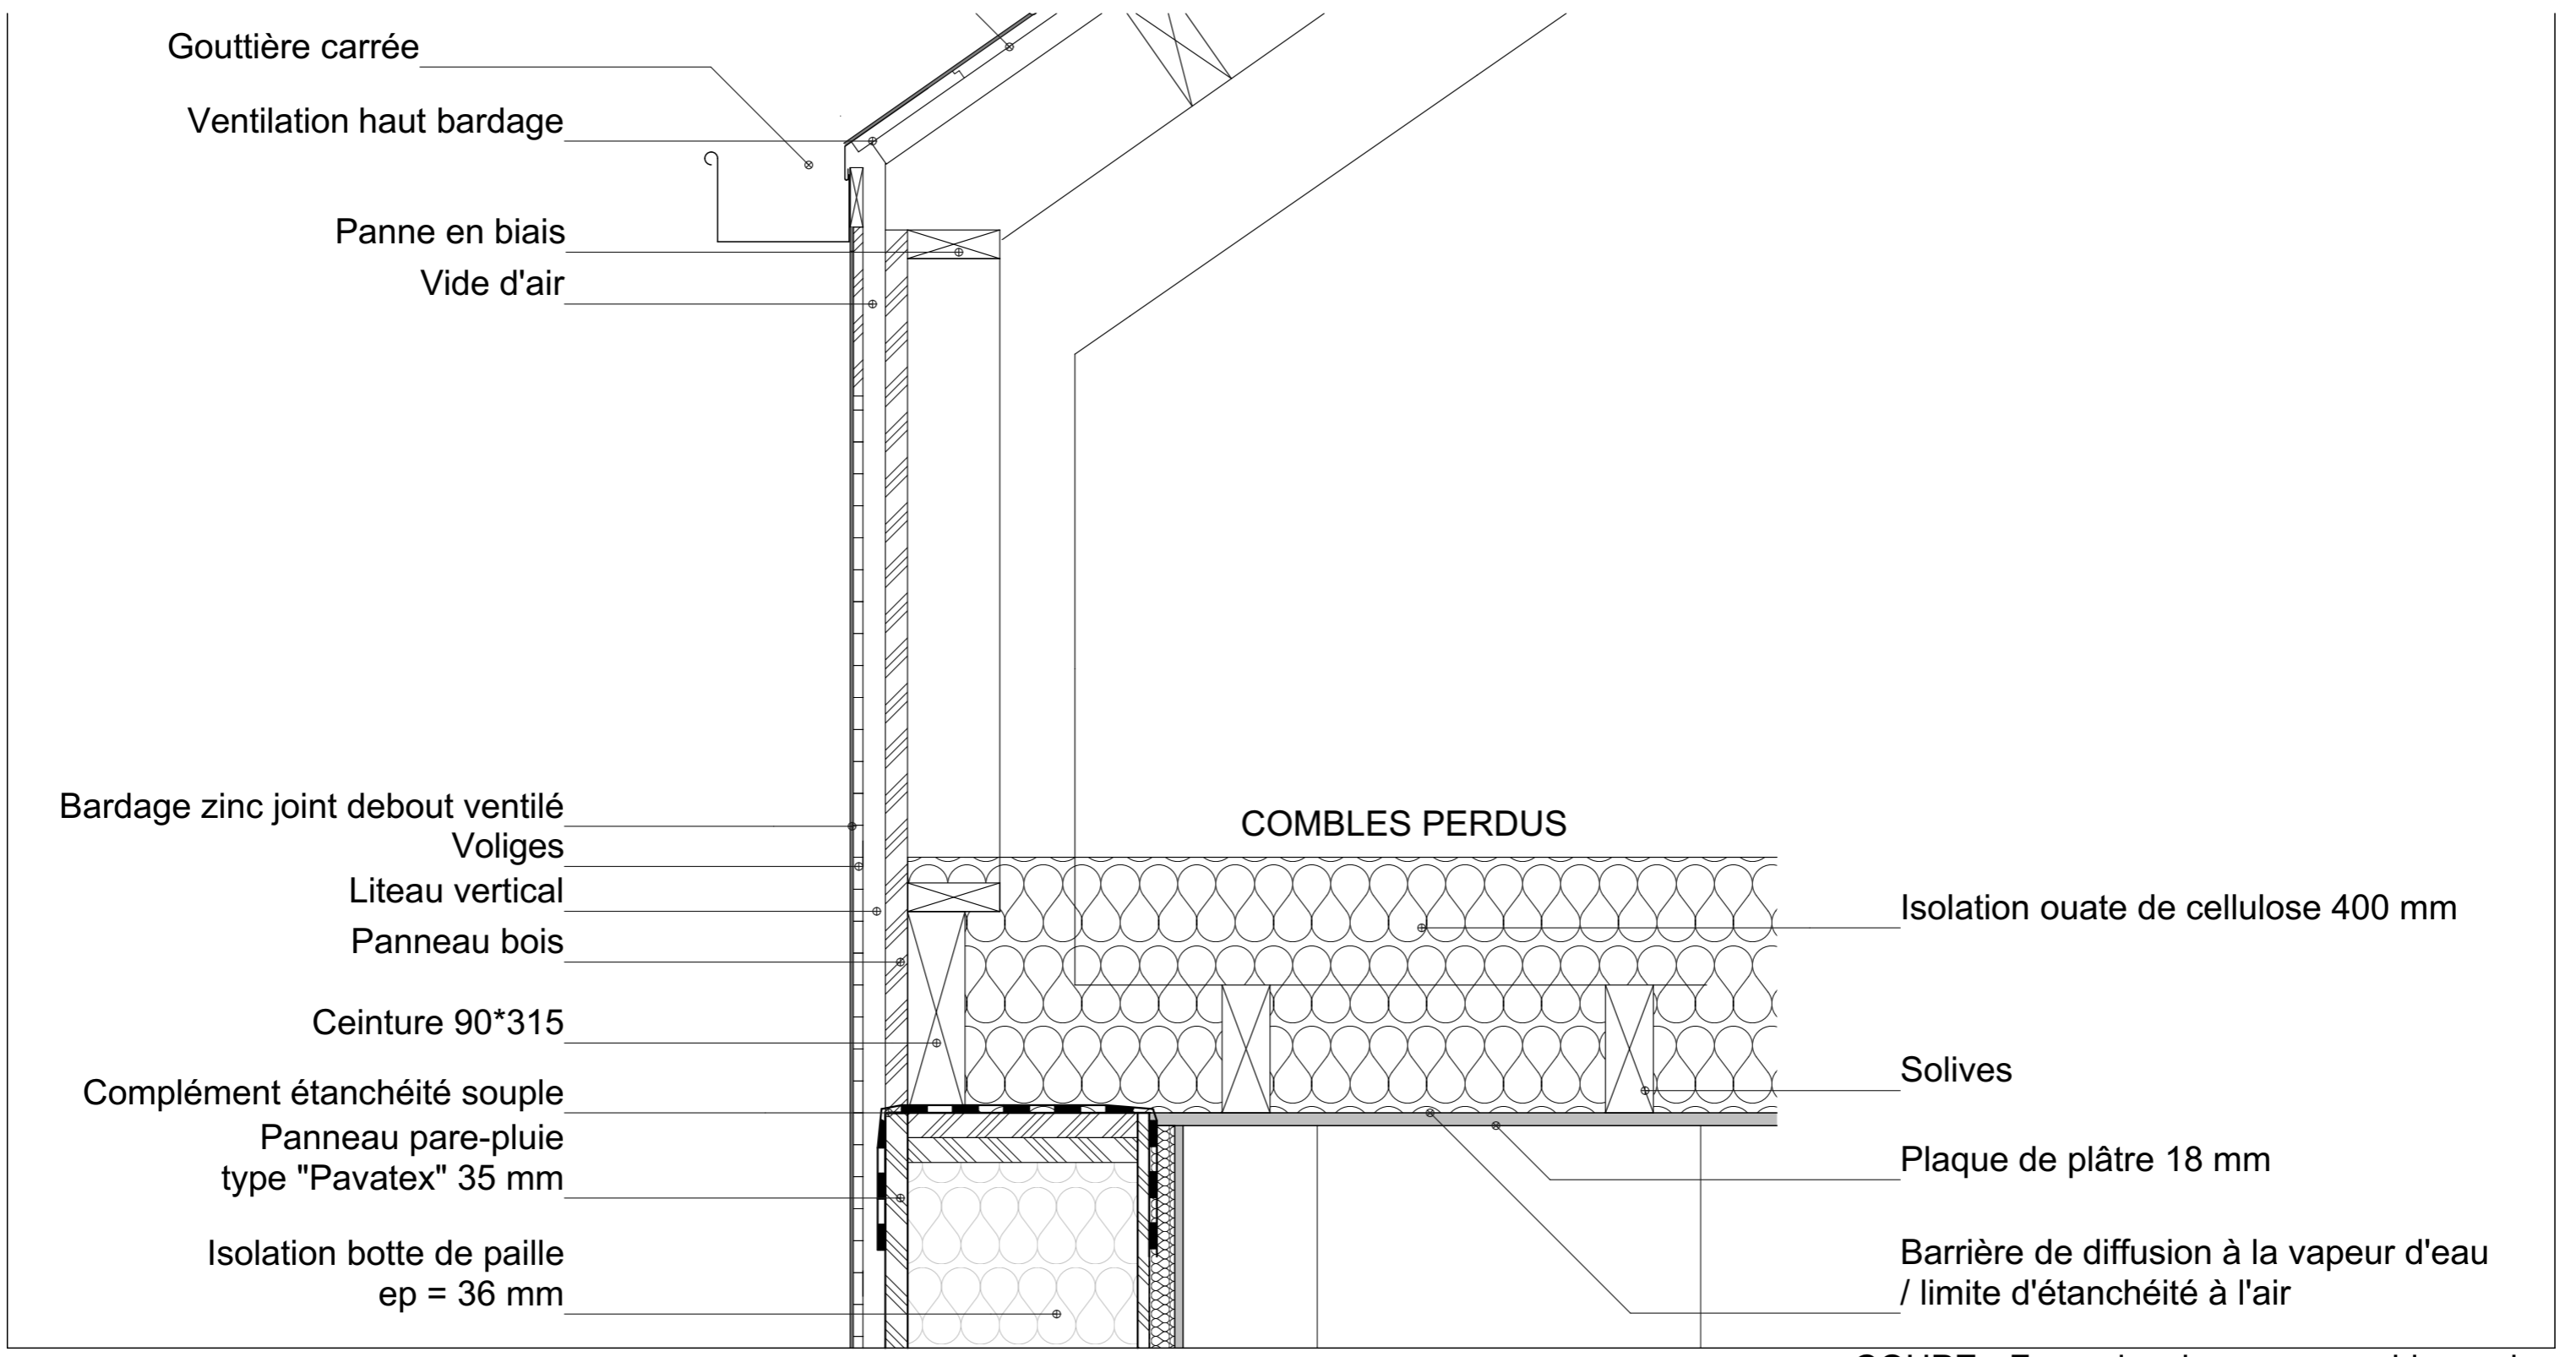 Gouttière carrée
Ventilation haut bardage
Panne en biais
Vide d'air
Bardage zinc joint debout ventilé
Voliges
Liteau vertical
Panneau bois
Ceinture 90*315
Complément étanchéité souple
Panneau pare-pluie
type "Pavatex" 35 mm
Isolation botte de paille
ep = 36 mm
COMBLES PERDUS
Isolation ouate de cellulose 400 mm
Solives
Plaque de plâtre 18 mm
Barrière de diffusion à la vapeur d'eau
/ limite d'étanchéité à l'air